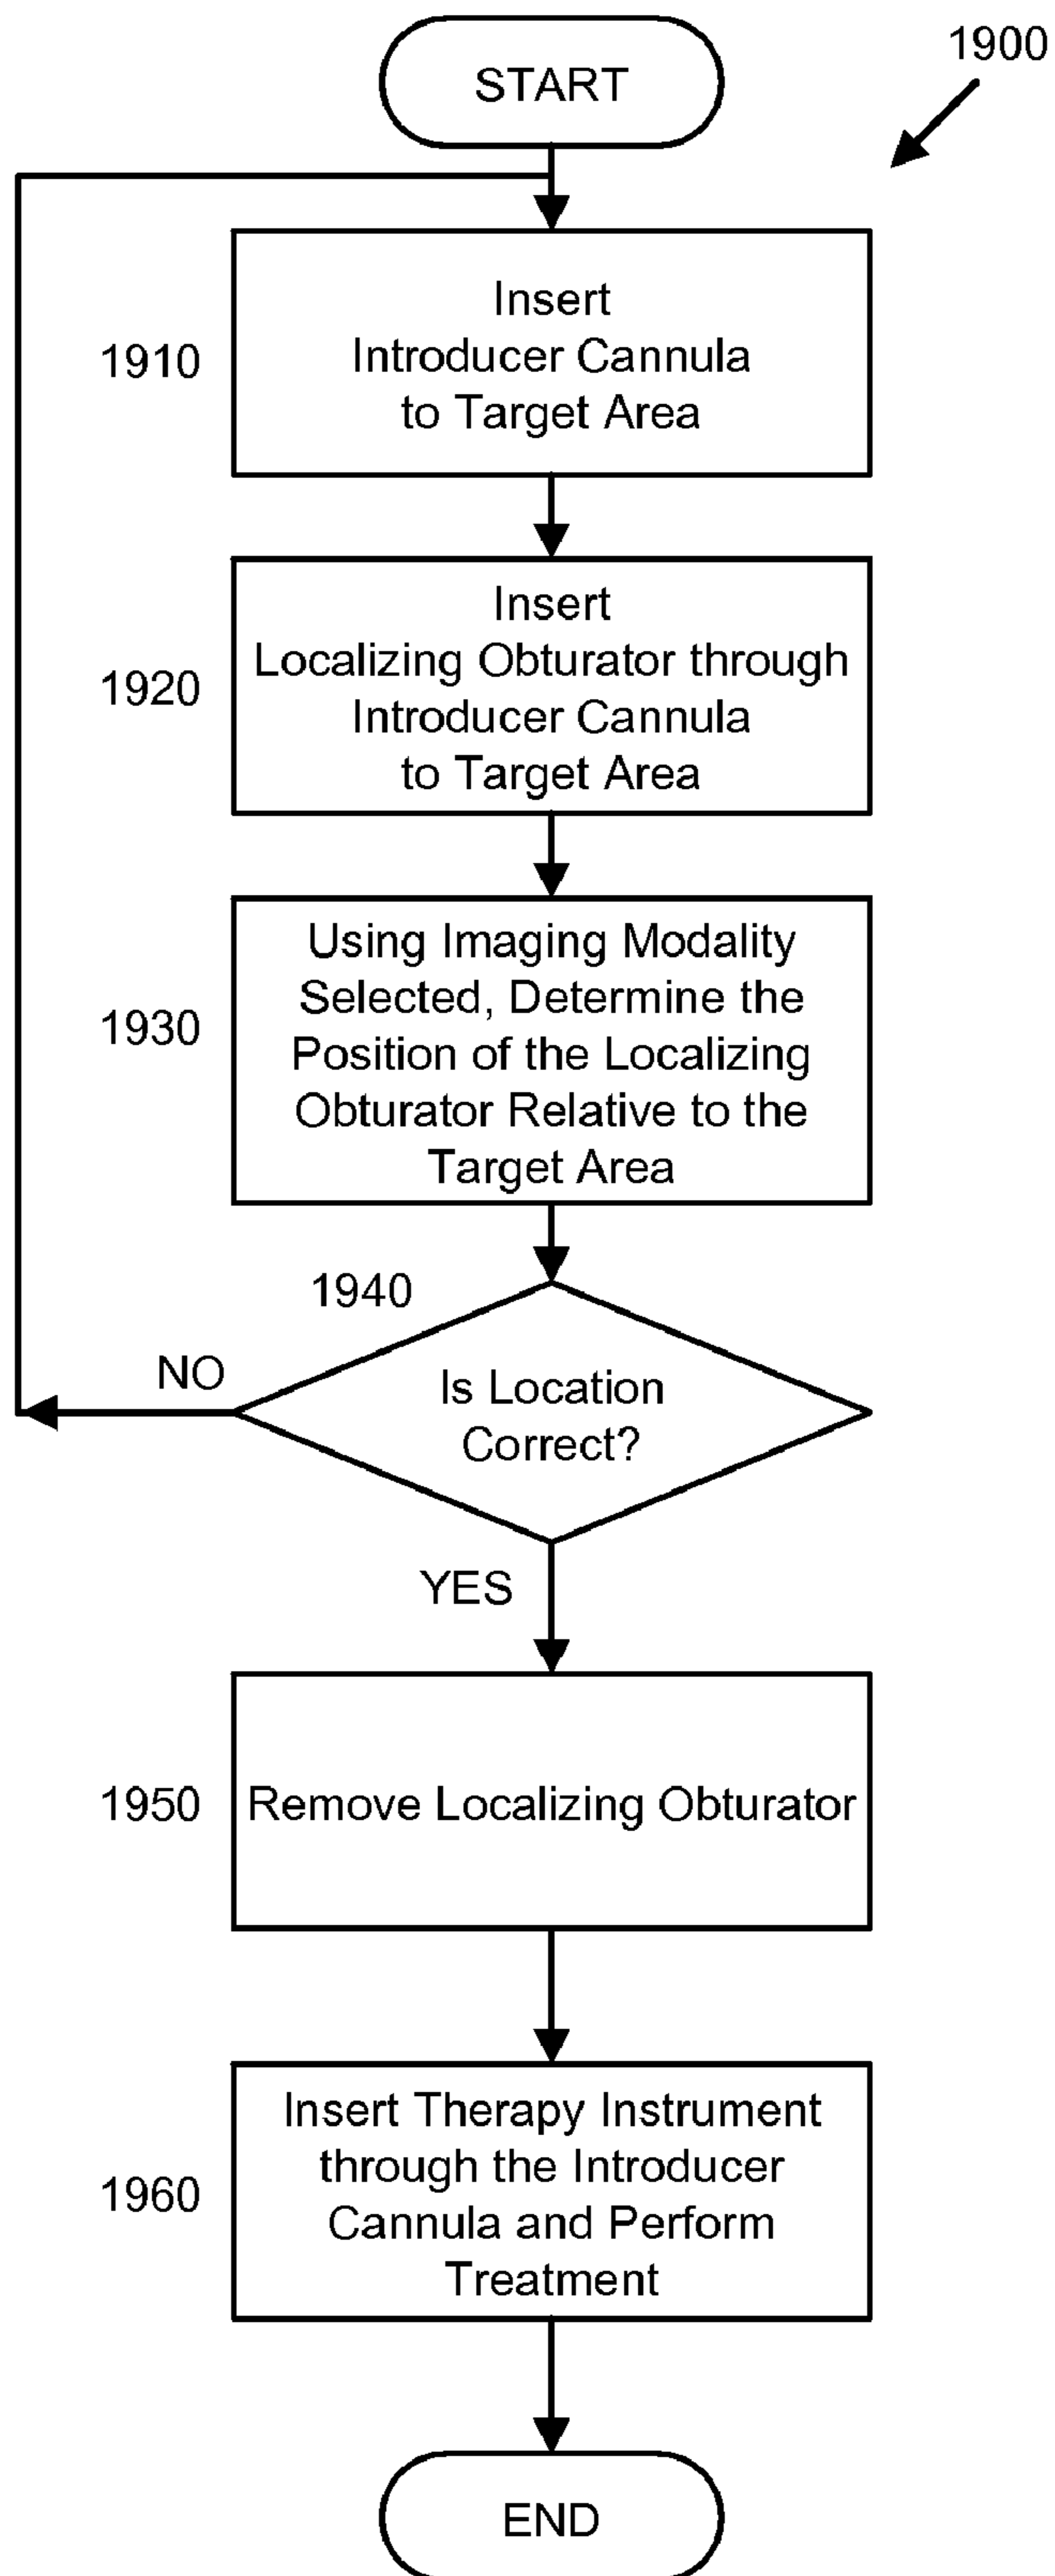 1900
START
1910
Insert
Introducer Cannula
to Target Area
1920
Insert
Localizing Obturator through
Introducer Cannula
to Target Area
1930
Using Imaging Modality
Selected, Determine the
Position of the Localizing
Obturator Relative to the
Target Area
1940
NO
Is Location
Correct?
YES
1950
Remove Localizing Obturator
1960
Insert Therapy Instrument
through the Introducer
Cannula and Perform
Treatment
END